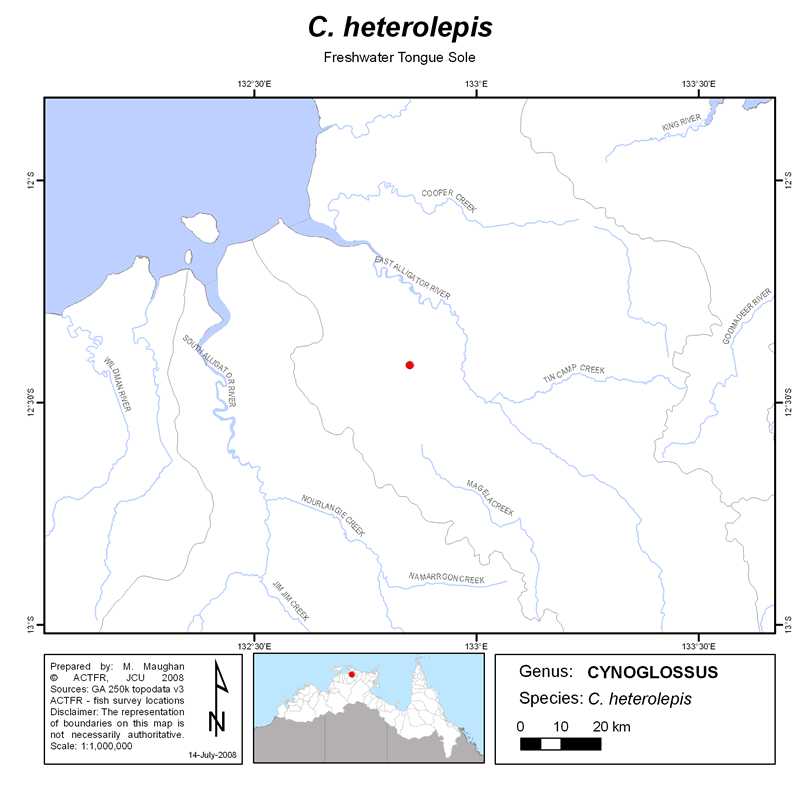 C. heterolepis
Freshwater Tongue Sole
132°30'E
133°E
133°30'E
KING RIVER
12°S
12°S
COOPER CREEK
EAST ALLIGATOR RIVER
GOOMADEER RIVER
SOUTH ALLIGATOR RIVER
WILDMAN RIVER
TIN CAMP CREEK
12°30'S
12°30'S
MAGELA CREEK
NOURLANGIE CREEK
NAMARRGON CREEK
JIM JIM CREEK
13°S
13°S
132°30'E
133°E
133°30'E
Prepared by: M. Maughan
© ACTFR, JCU 2008
Sources: GA 250k topodata v3
ACTFR - fish survey locations
Disclaimer: The representation
of boundaries on this map is
not necessarily authoritative.
Scale: 1:1,000,000
14-July-2008
N
Genus: CYNOGLOSSUS
Species: C. heterolepis
0 10 20 km